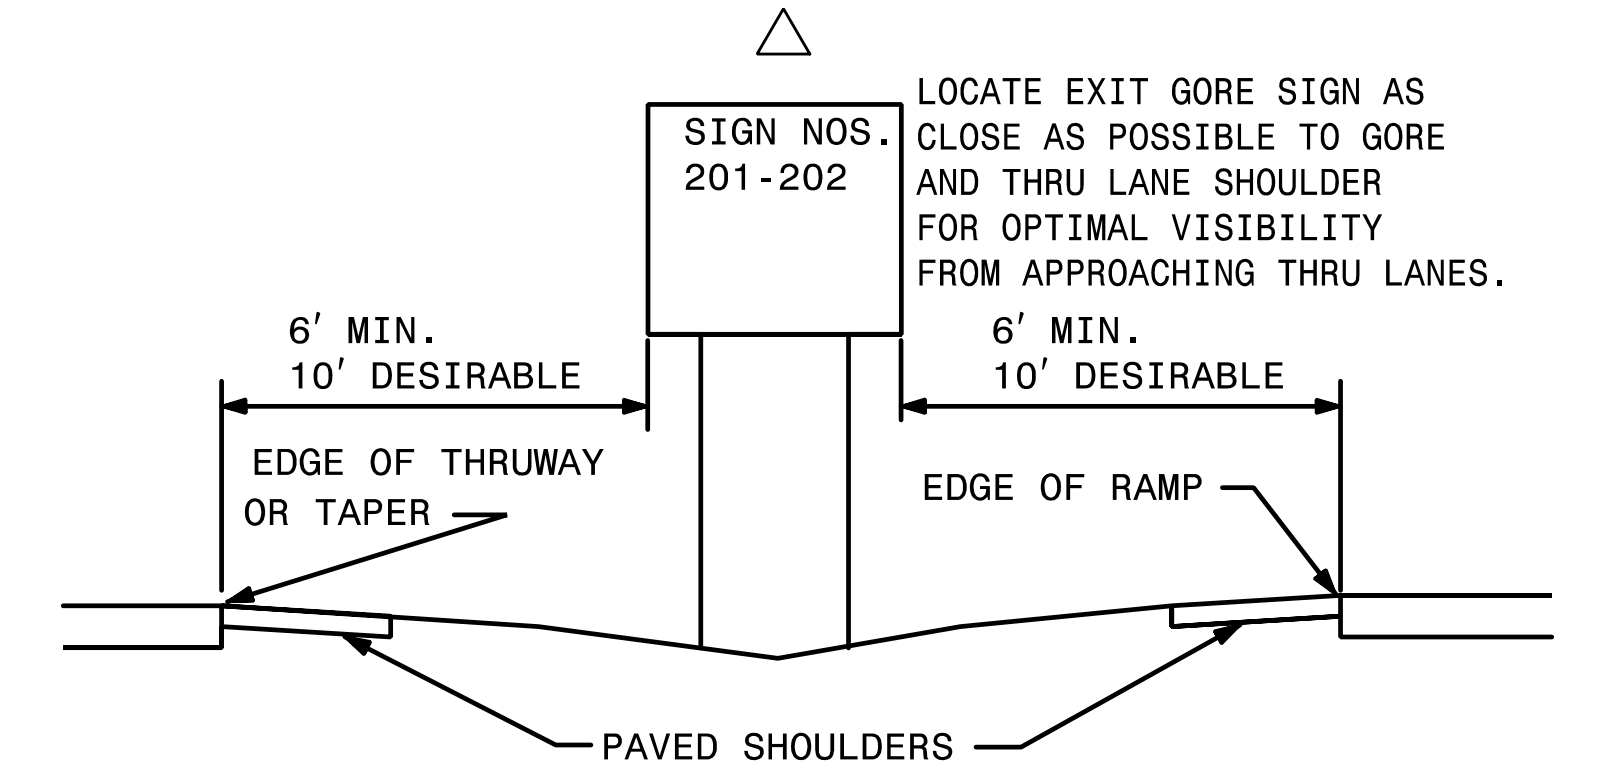 SIGN NOS.
201-202
LOCATE EXIT GORE SIGN AS
CLOSE AS POSSIBLE TO GORE
AND THRU LANE SHOULDER
FOR OPTIMAL VISIBILITY
FROM APPROACHING THRU LANES.
6' MIN.
10' DESIRABLE
6' MIN.
10' DESIRABLE
EDGE OF THRUWAY
OR TAPER
EDGE OF RAMP
PAVED SHOULDERS